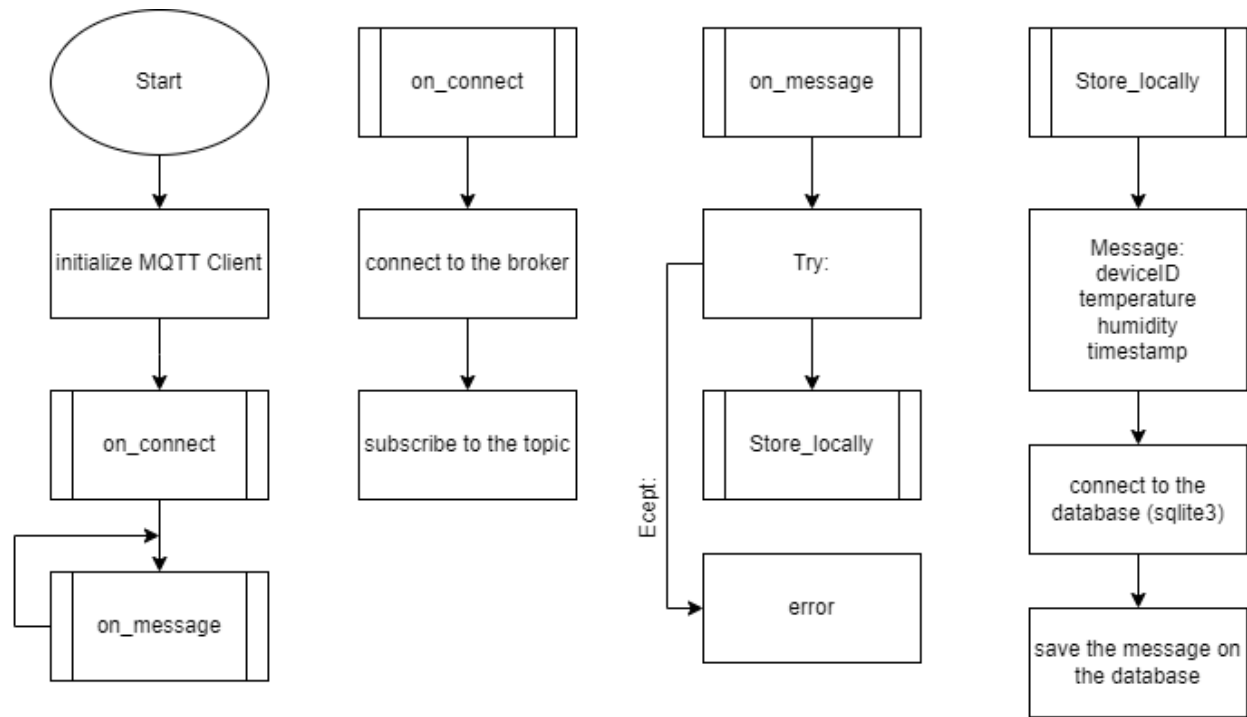 Start
initialize MQTT Client
on_connect
on_message
on_connect
connect to the broker
subscribe to the topic
on_message
Try:
Ecept:
Store_locally
error
Store_locally
Message:
deviceID
temperature
humidity
timestamp
connect to the
database (sqlite3)
save the message on
the database